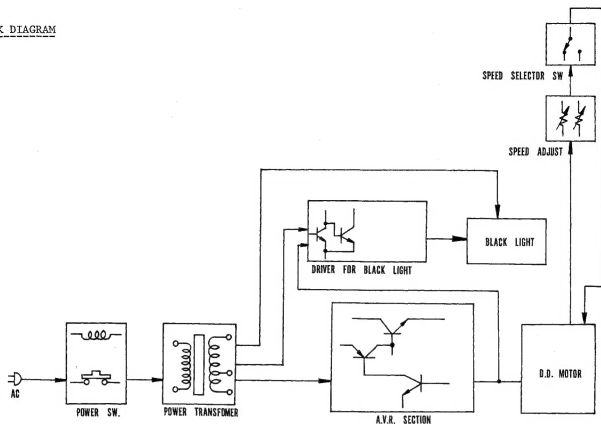 K DIAGRAM
SPEED SELECTOR SW
SPEED ADJUST
BLACK LIGHT
DRIVER FOR BLACK LIGHT
D.D. MOTOR
AC
POWER SW.
POWER TRANSFOMER
A.V.R. SECTION